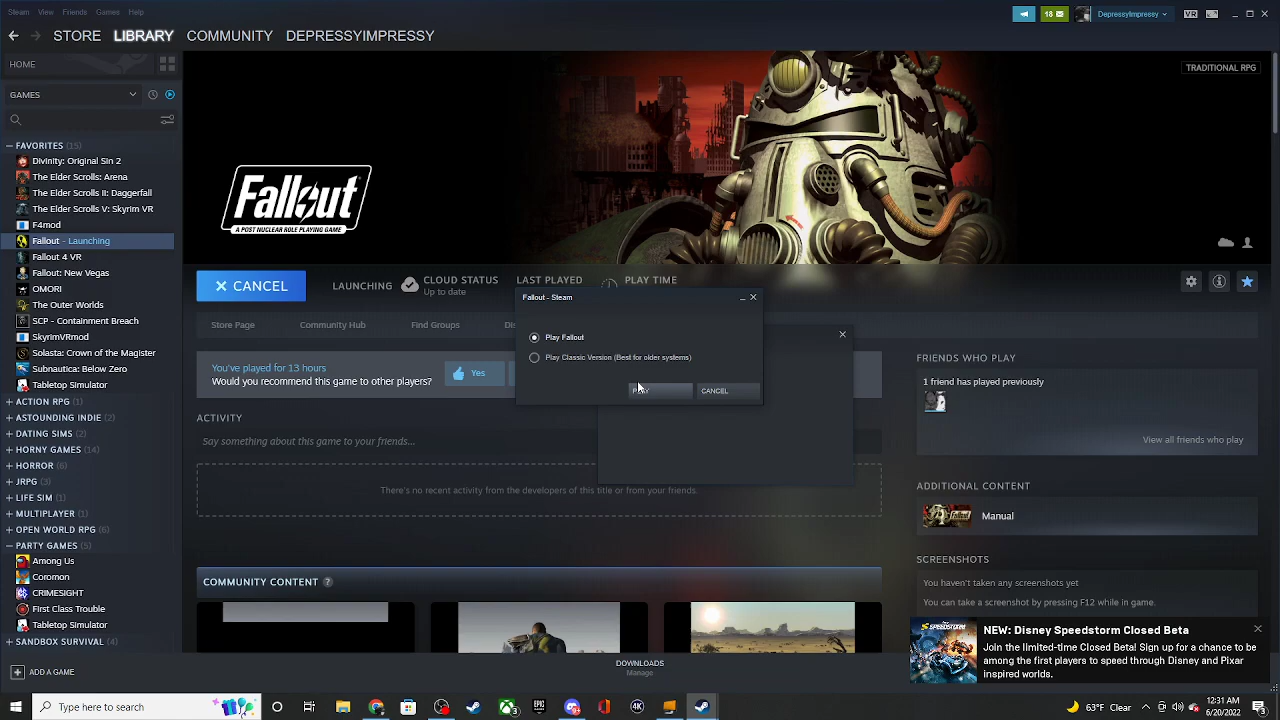 Steam View Friends Games Help
18
DepressyImpressy
VR
STORE LIBRARY COMMUNITY DEPRESSYIMPRESSY
HOME
GAMES
FAVORITES (15)
Divinity: Original Sin 2
The Elder Scrolls: Arena
The Elder Scrolls II: Daggerfall
The Elder Scrolls V: Skyrim VR
F4mod
Fallout - Launching
Fallout 4 VR
Fallout: New Vegas
OMORI
The Outer Worlds
SCP - Containment Breach
SkyrimVRmod
Solasta: Crown of the Magister
Sunless Sea
Tabletop Simulator
ACTION RPG (1)
ASTOUNDING INDIE (2)
DATING SIMS (2)
HORNY GAMES (14)
HORROR (6)
JRPG (3)
LIFE SIM (1)
MULTIPLAYER (1)
OPEN WORLD RPG (6)
PARTY GAMES (5)
Among Us
CRIMESIGHT
First Class Trouble
Tabletop Simulator
SANDBOX SURVIVAL (4)
ADD A GAME
TRADITIONAL RPG
Fallout
A POST NUCLEAR ROLE PLAYING GAME
CANCEL
LAUNCHING
CLOUD STATUS
Up to date
LAST PLAYED
PLAY TIME
Store Page Community Hub Find Groups
Fallout - Steam
Play Fallout
Play Classic Version (Best for older systems)
PLAY CANCEL
You've played for 13 hours
Would you recommend this game to other players?
Yes
ACTIVITY
Say something about this game to your friends...
There's no recent activity from the developers of this title or from your friends.
COMMUNITY CONTENT ?
FRIENDS WHO PLAY
1 friend has played previously
View all friends who play
ADDITIONAL CONTENT
Manual
SCREENSHOTS
You haven't taken any screenshots yet
You can take a screenshot by pressing F12 while in game.
SPEEDSTORM
NEW: Disney Speedstorm Closed Beta
Join the limited-time Closed Beta! Sign up for a chance to
be among the first players to speed through Disney and Pixar
inspired worlds.
DOWNLOADS
Manage
Type here to search
4K
63°F Clear
12:31 AM
6/20/2022